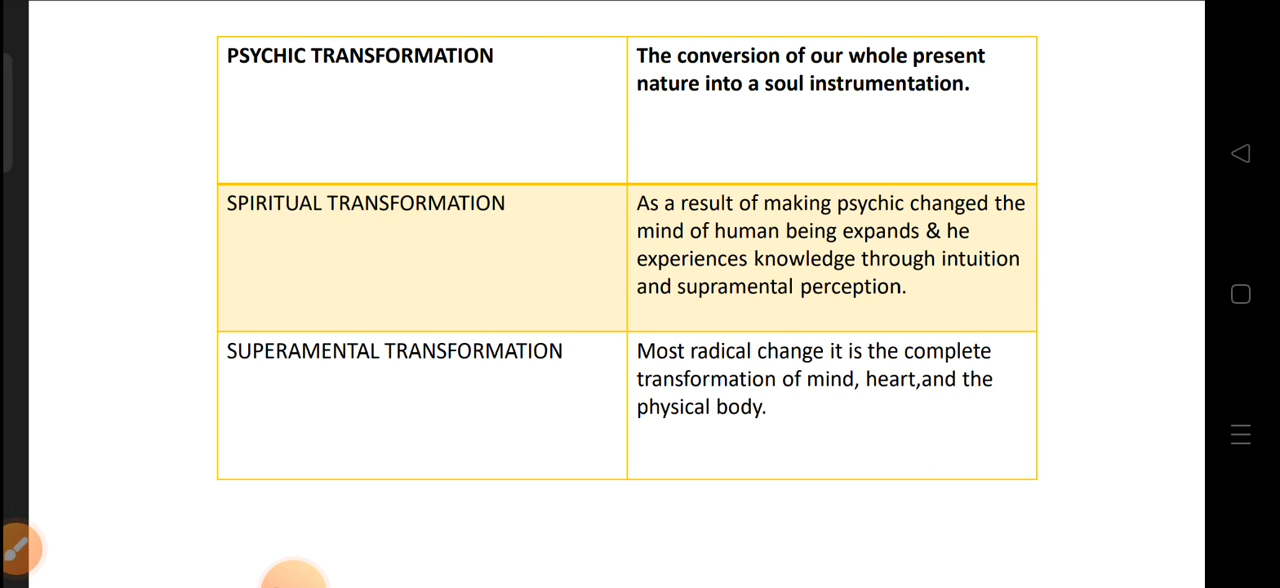 PSYCHIC TRANSFORMATION
The conversion of our whole present
nature into a soul instrumentation.
SPIRITUAL TRANSFORMATION
As a result of making psychic changed the
mind of human being expands & he
experiences knowledge through intuition
and supramental perception.
SUPERAMENTAL TRANSFORMATION
Most radical change it is the complete
transformation of mind, heart,and the
physical body.